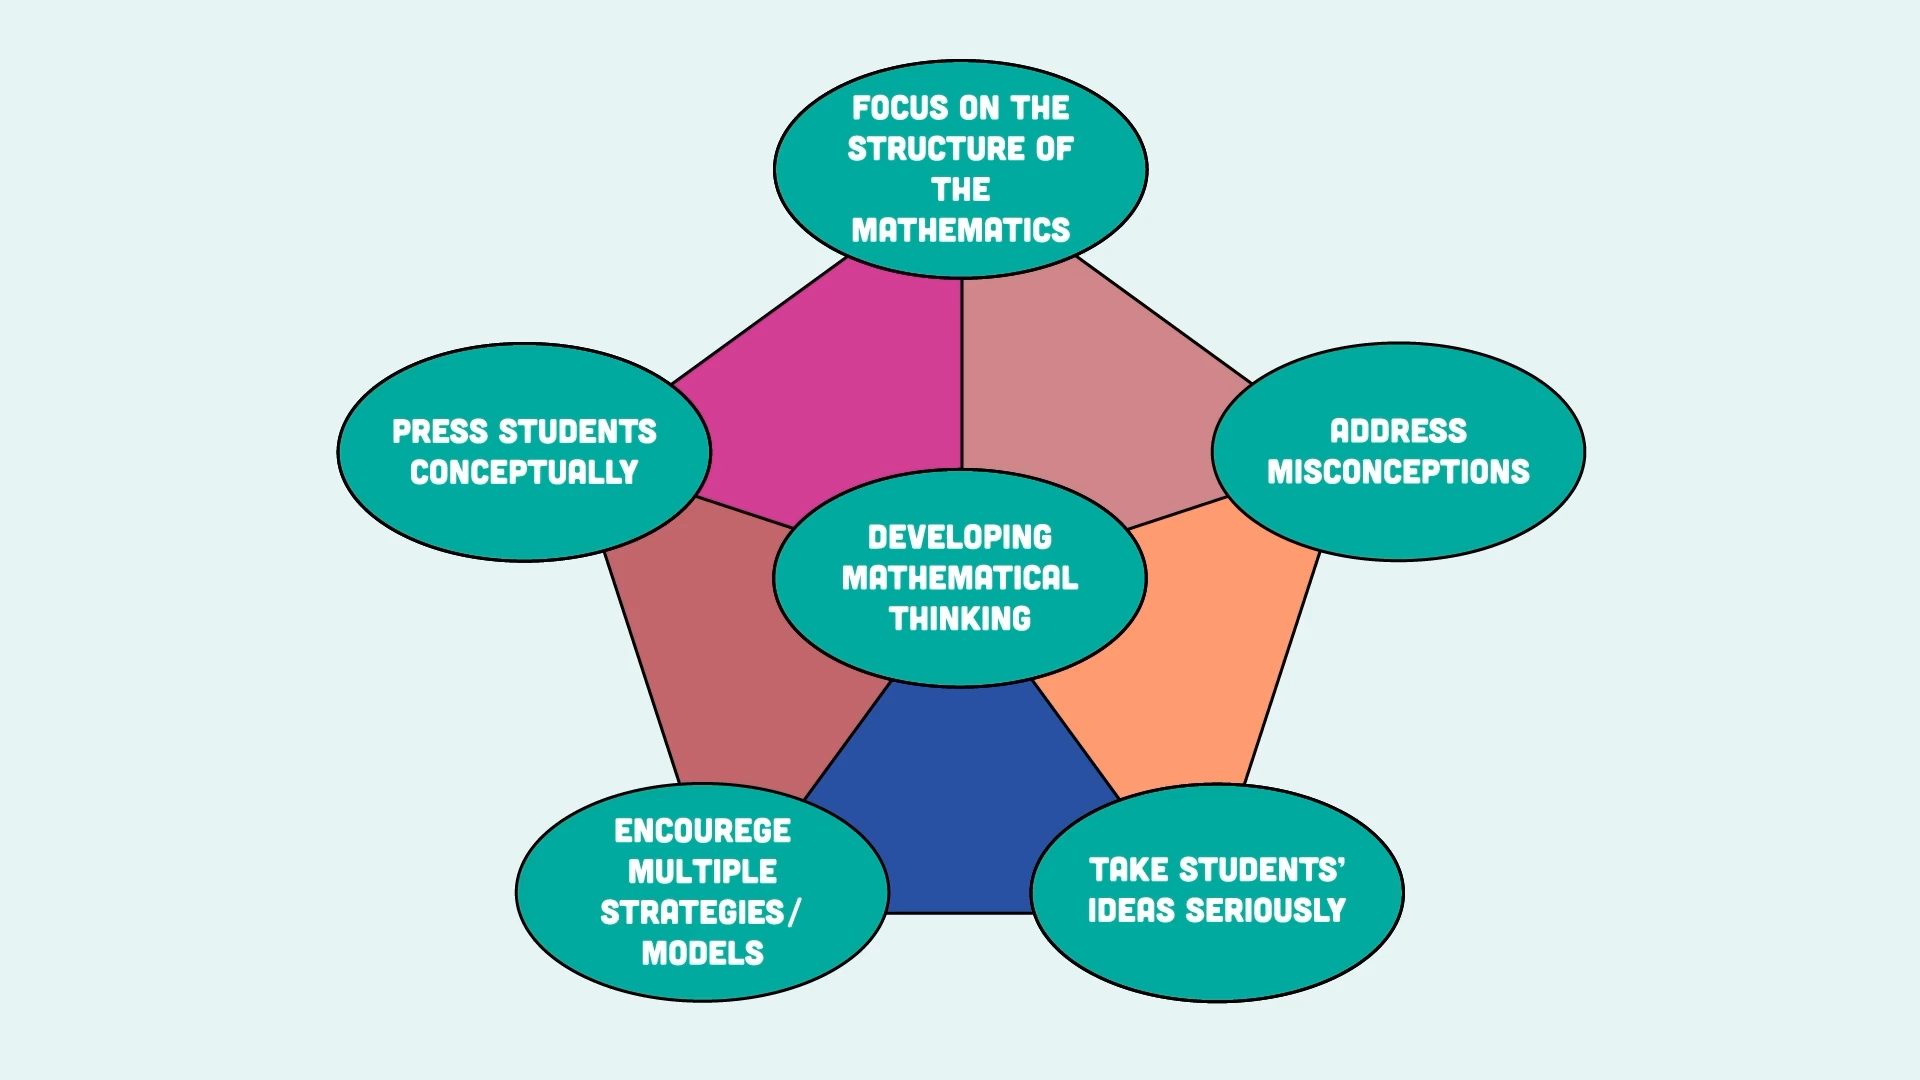 FOCUS ON THE
STRUCTURE OF
THE
MATHEMATICS
PRESS STUDENTS
CONCEPTUALLY
ADDRESS
MISCONCEPTIONS
DEVELOPING
MATHEMATICAL
THINKING
ENCOUREGE
MULTIPLE
STRATEGIES/
MODELS
TAKE STUDENTS’
IDEAS SERIOUSLY